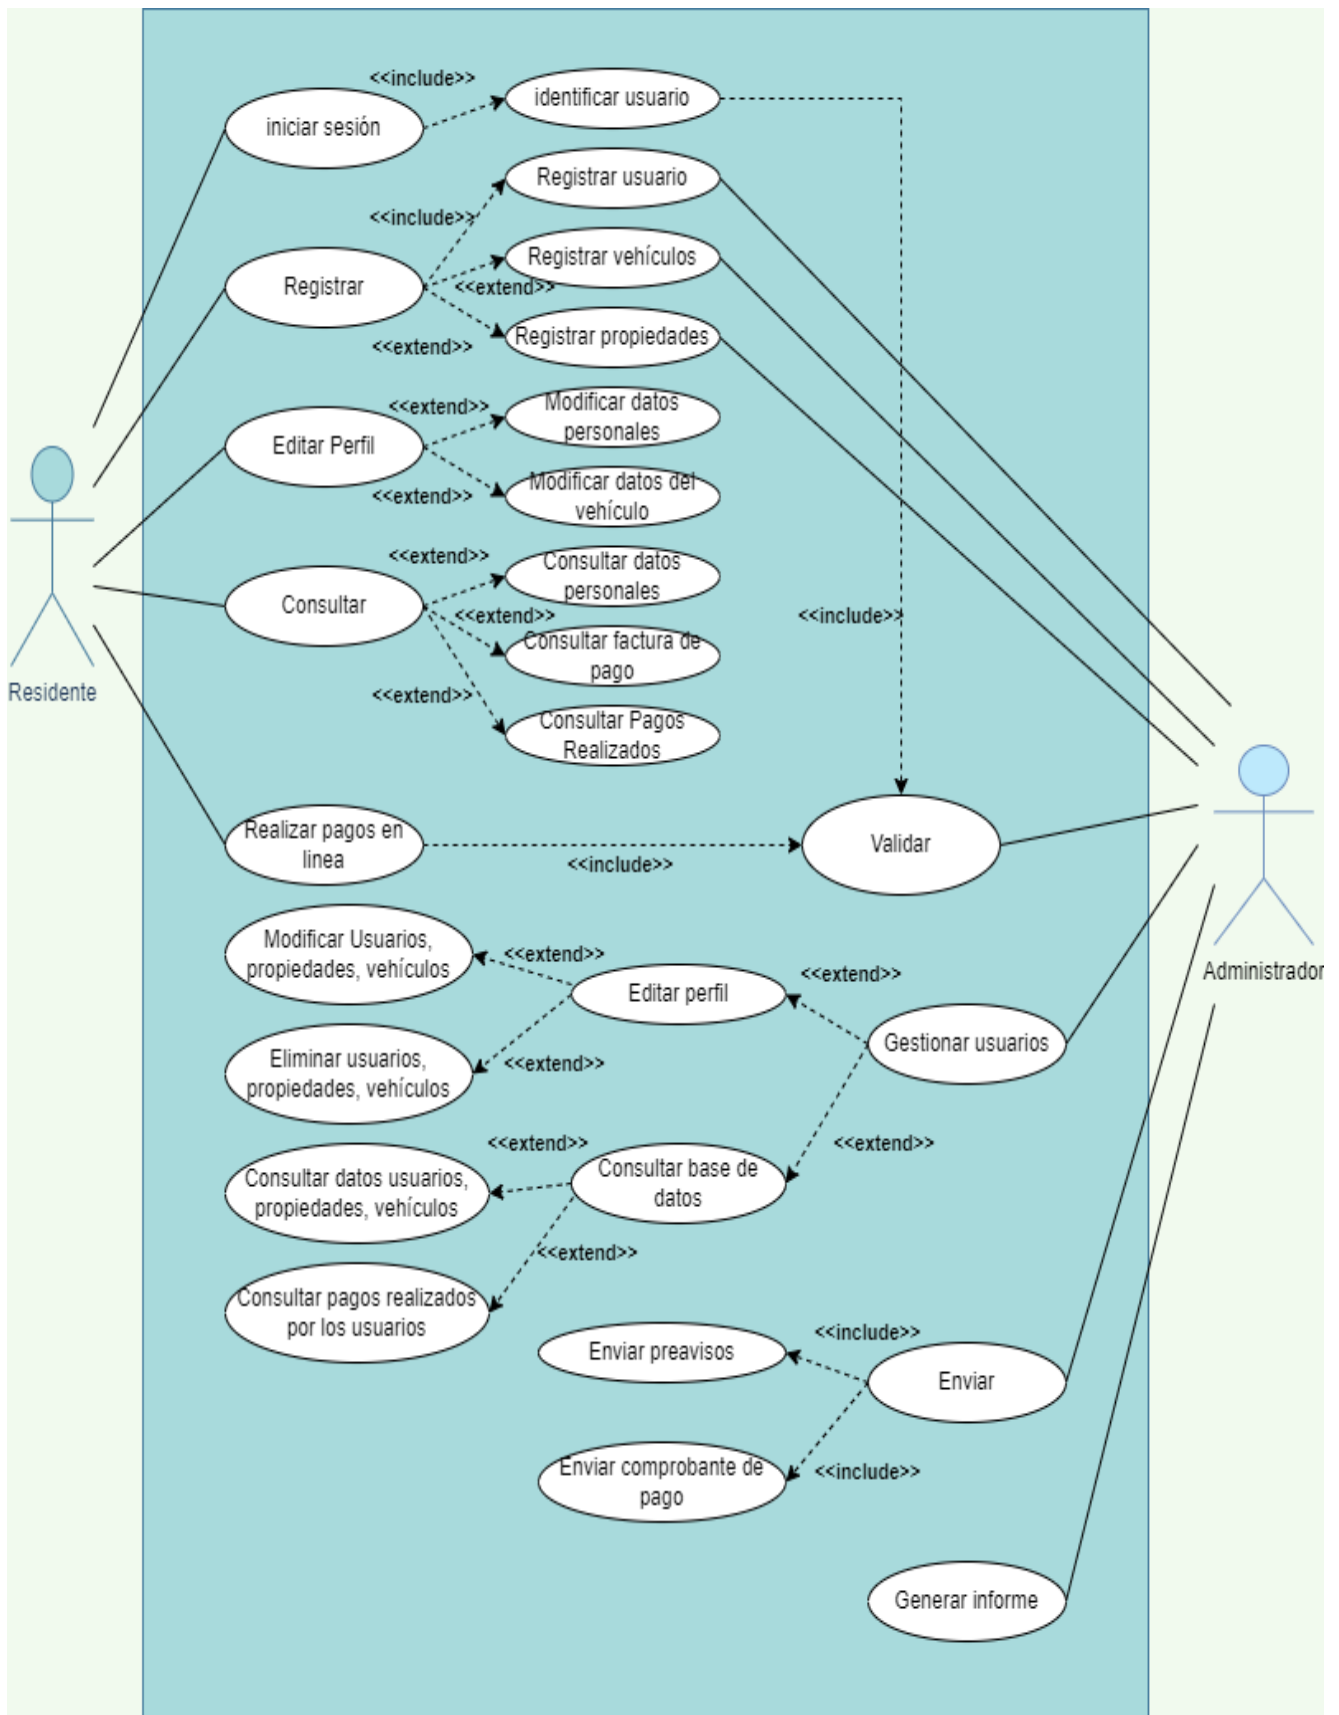 <<include>>
identificar usuario
iniciar sesión
Registrar usuario
<<include>>
Registrar vehículos
Registrar
<<extend>>
Registrar propiedades
<<extend>>
<<extend>>
Modificar datos
personales
Editar Perfil
Modificar datos del
vehículo
<<extend>>
<<extend>>
Consultar datos
personales
Consultar
<<extend>>
<<include>>
Consultar factura de
pago
Residente
<<extend>>
Consultar Pagos
Realizados
Realizar pagos en
linea
Validar
<<include>>
Modificar Usuarios,
propiedades, vehículos
<<extend>>
<<extend>>
Administrador
Editar perfil
Gestionar usuarios
Eliminar usuarios,
propiedades, vehículos
<<extend>>
<<extend>>
<<extend>>
Consultar datos usuarios,
propiedades, vehículos
Consultar base de
datos
<<extend>>
Consultar pagos realizados
por los usuarios
<<include>>
Enviar preavisos
Enviar
Enviar comprobante de
pago
<<include>>
Generar informe